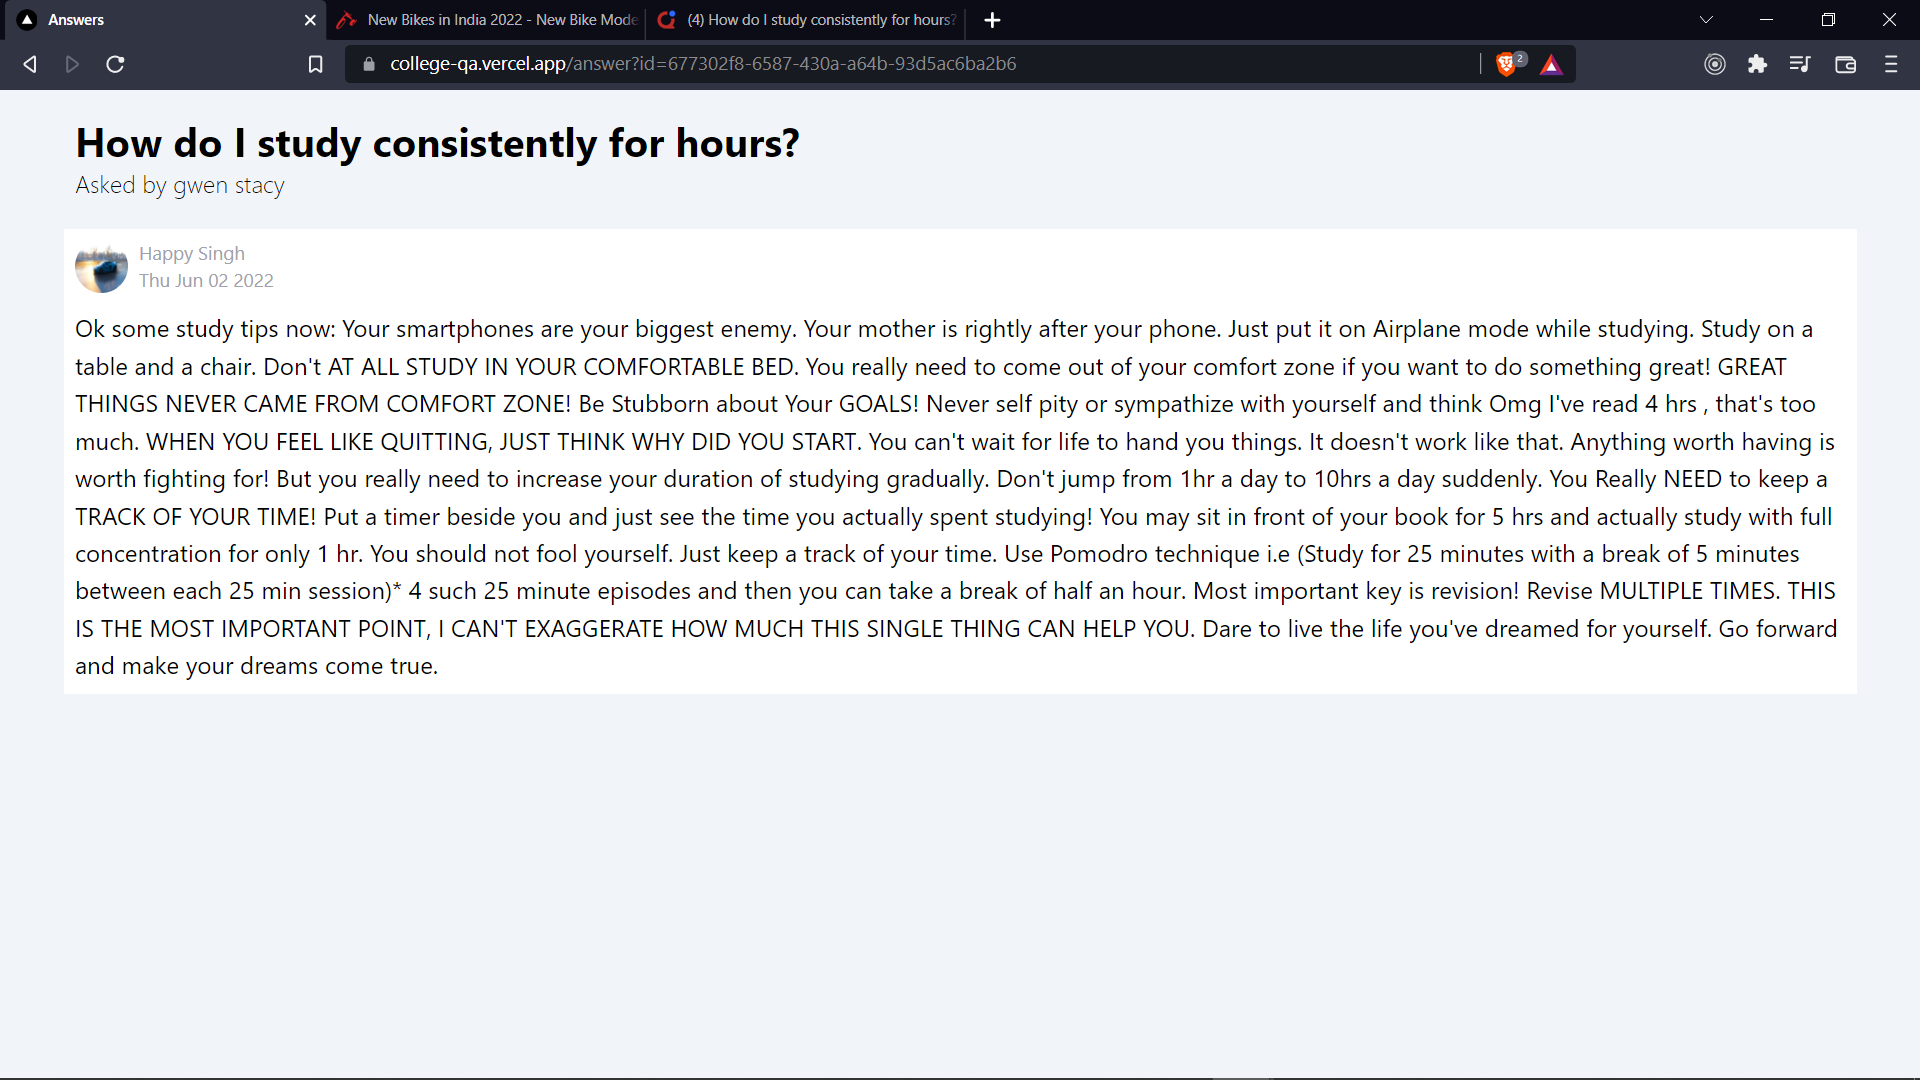 Answers
New Bikes in India 2022 - New Bike Mode
(4) How do I study consistently for hours?
college-qa.vercel.app/answer?id=677302f8-6587-430a-a64b-93d5ac6ba2b6
2
How do I study consistently for hours?
Asked by gwen stacy
Happy Singh
Thu Jun 02 2022
Ok some study tips now: Your smartphones are your biggest enemy. Your mother is rightly after your phone. Just put it on Airplane mode while studying. Study on a
table and a chair. Don't AT ALL STUDY IN YOUR COMFORTABLE BED. You really need to come out of your comfort zone if you want to do something great! GREAT
THINGS NEVER CAME FROM COMFORT ZONE! Be Stubborn about Your GOALS! Never self pity or sympathize with yourself and think Omg I've read 4 hrs , that's too
much. WHEN YOU FEEL LIKE QUITTING, JUST THINK WHY DID YOU START. You can't wait for life to hand you things. It doesn't work like that. Anything worth having is
worth fighting for! But you really need to increase your duration of studying gradually. Don't jump from 1hr a day to 10hrs a day suddenly. You Really NEED to keep a
TRACK OF YOUR TIME! Put a timer beside you and just see the time you actually spent studying! You may sit in front of your book for 5 hrs and actually study with full
concentration for only 1 hr. You should not fool yourself. Just keep a track of your time. Use Pomodro technique i.e (Study for 25 minutes with a break of 5 minutes
between each 25 min session)* 4 such 25 minute episodes and then you can take a break of half an hour. Most important key is revision! Revise MULTIPLE TIMES. THIS
IS THE MOST IMPORTANT POINT, I CAN'T EXAGGERATE HOW MUCH THIS SINGLE THING CAN HELP YOU. Dare to live the life you've dreamed for yourself. Go forward
and make your dreams come true.